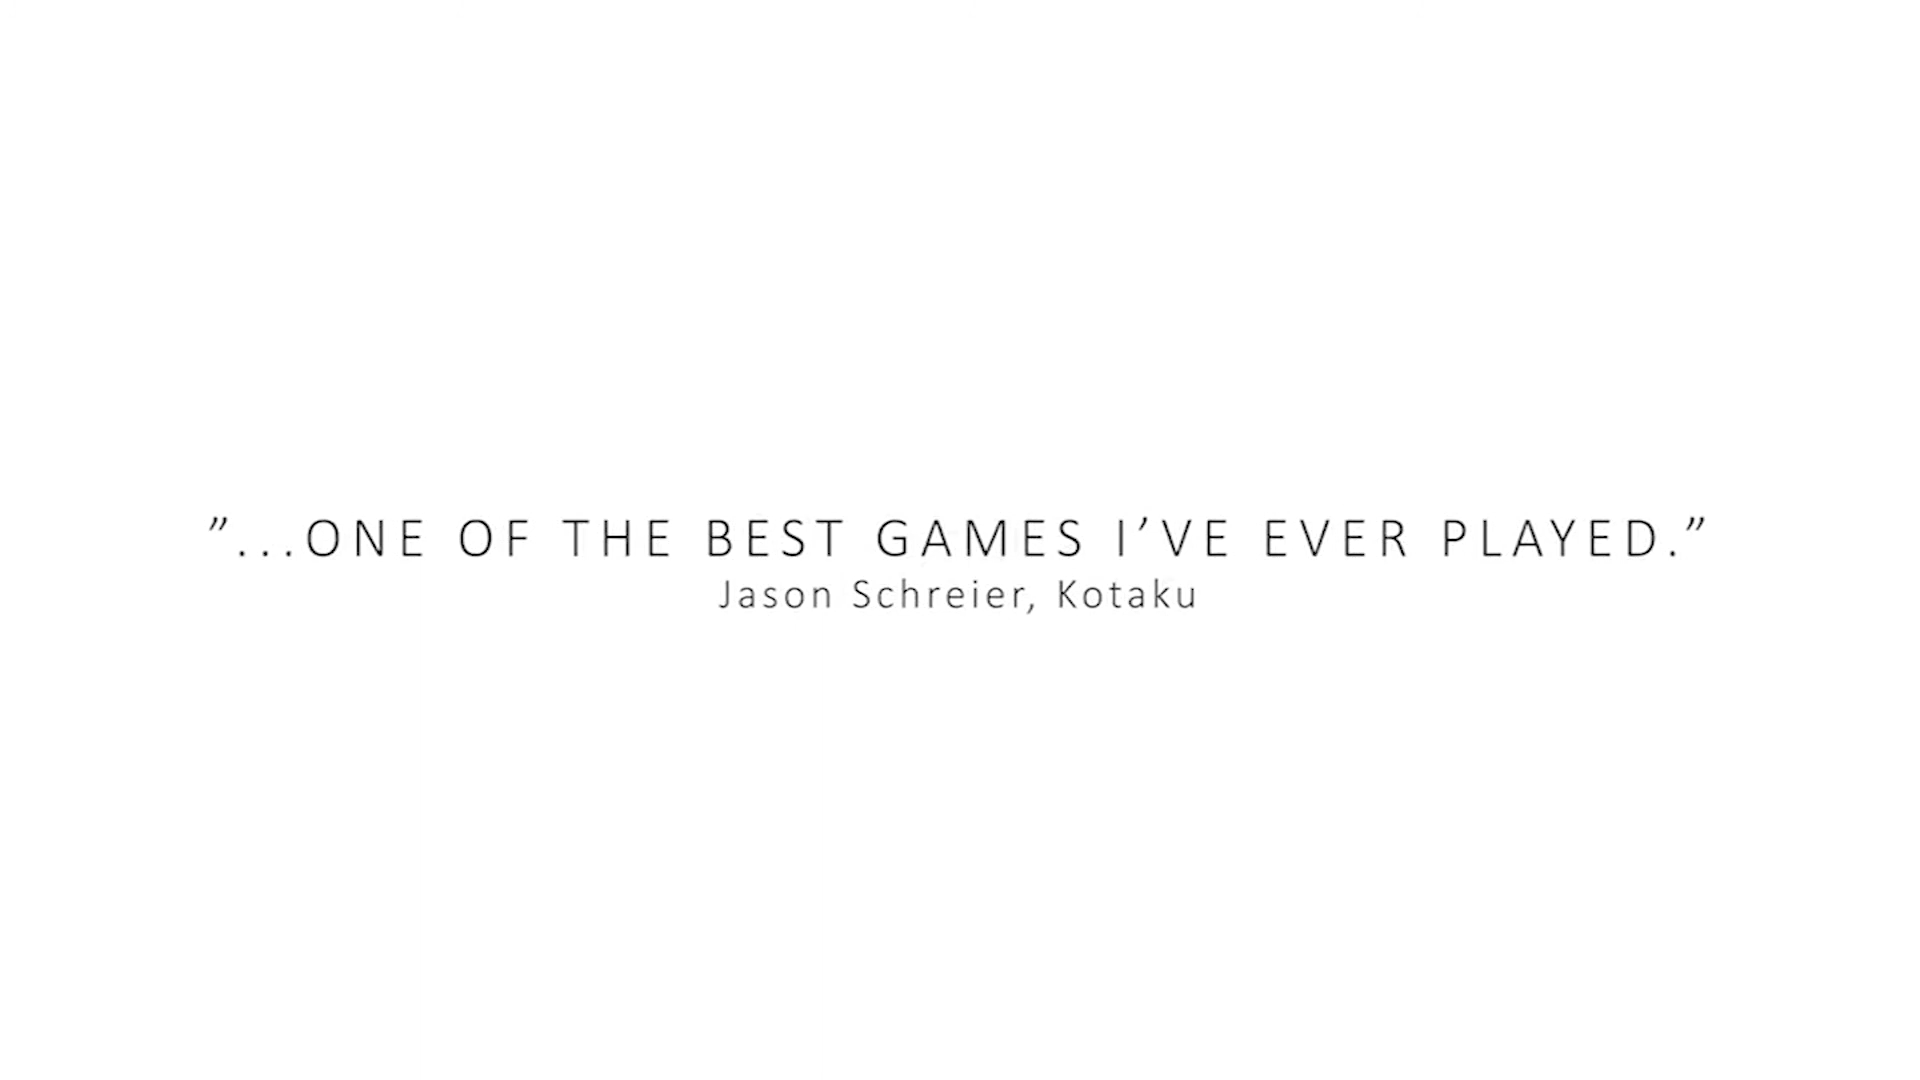 ”...ONE OF THE BEST GAMES I’VE EVER PLAYED.”
Jason Schreier, Kotaku